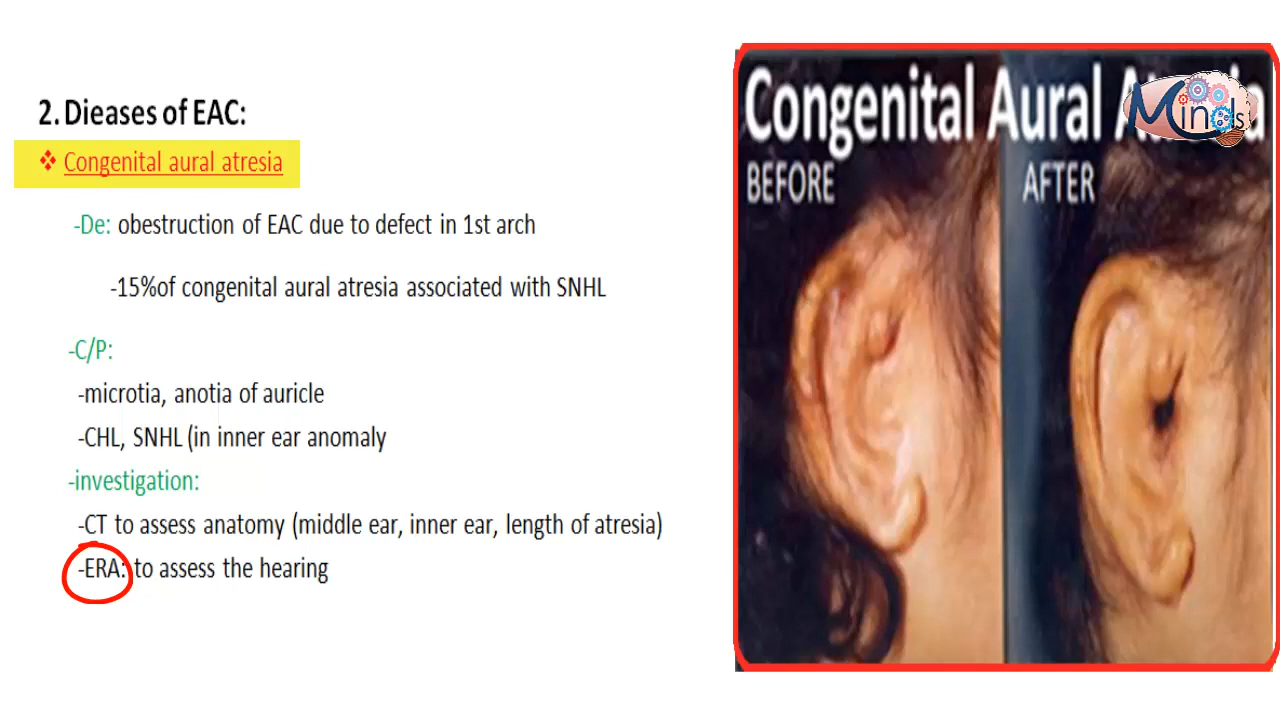 2. Dieases of EAC:
❖ Congenital aural atresia
-De: obestruction of EAC due to defect in 1st arch
-15%of congenital aural atresia associated with SNHL
-C/P:
-microtia, anotia of auricle
-CHL, SNHL (in inner ear anomaly
-investigation:
-CT to assess anatomy (middle ear, inner ear, length of atresia)
-ERA: to assess the hearing
Congenital Aural
Minds
BEFORE
AFTER